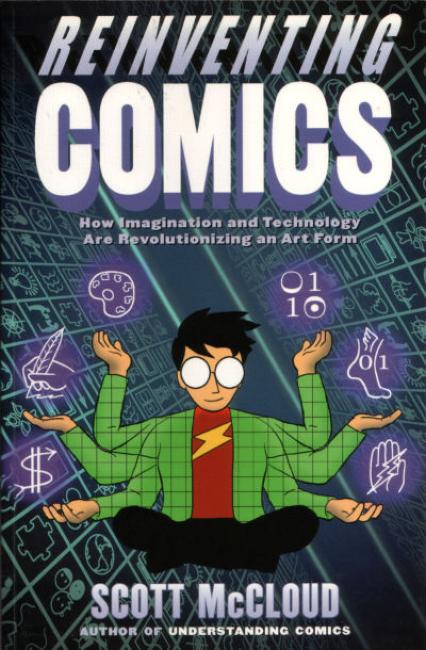 REINVENTING
COMICS
How Imagination and Technology
Are Revolutionizing an Art Form
01
10
01
$
SCOTT McCLOUD
AUTHOR OF UNDERSTANDING COMICS